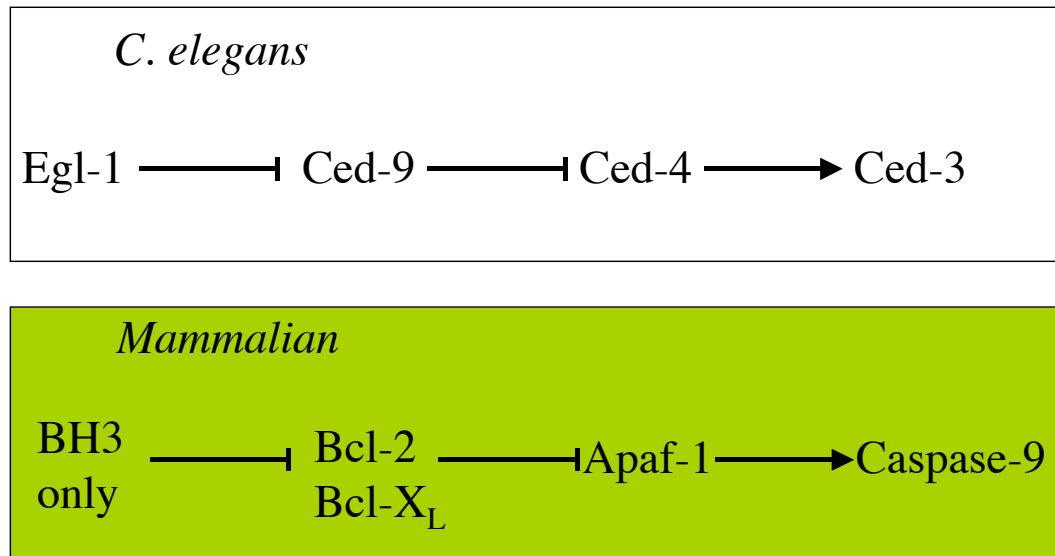 C. elegans
Egl-1 Ced-9 Ced-4 Ced-3
Mammalian
BH3 only
Bcl-2 Bcl-XL
Apaf-1 Caspase-9